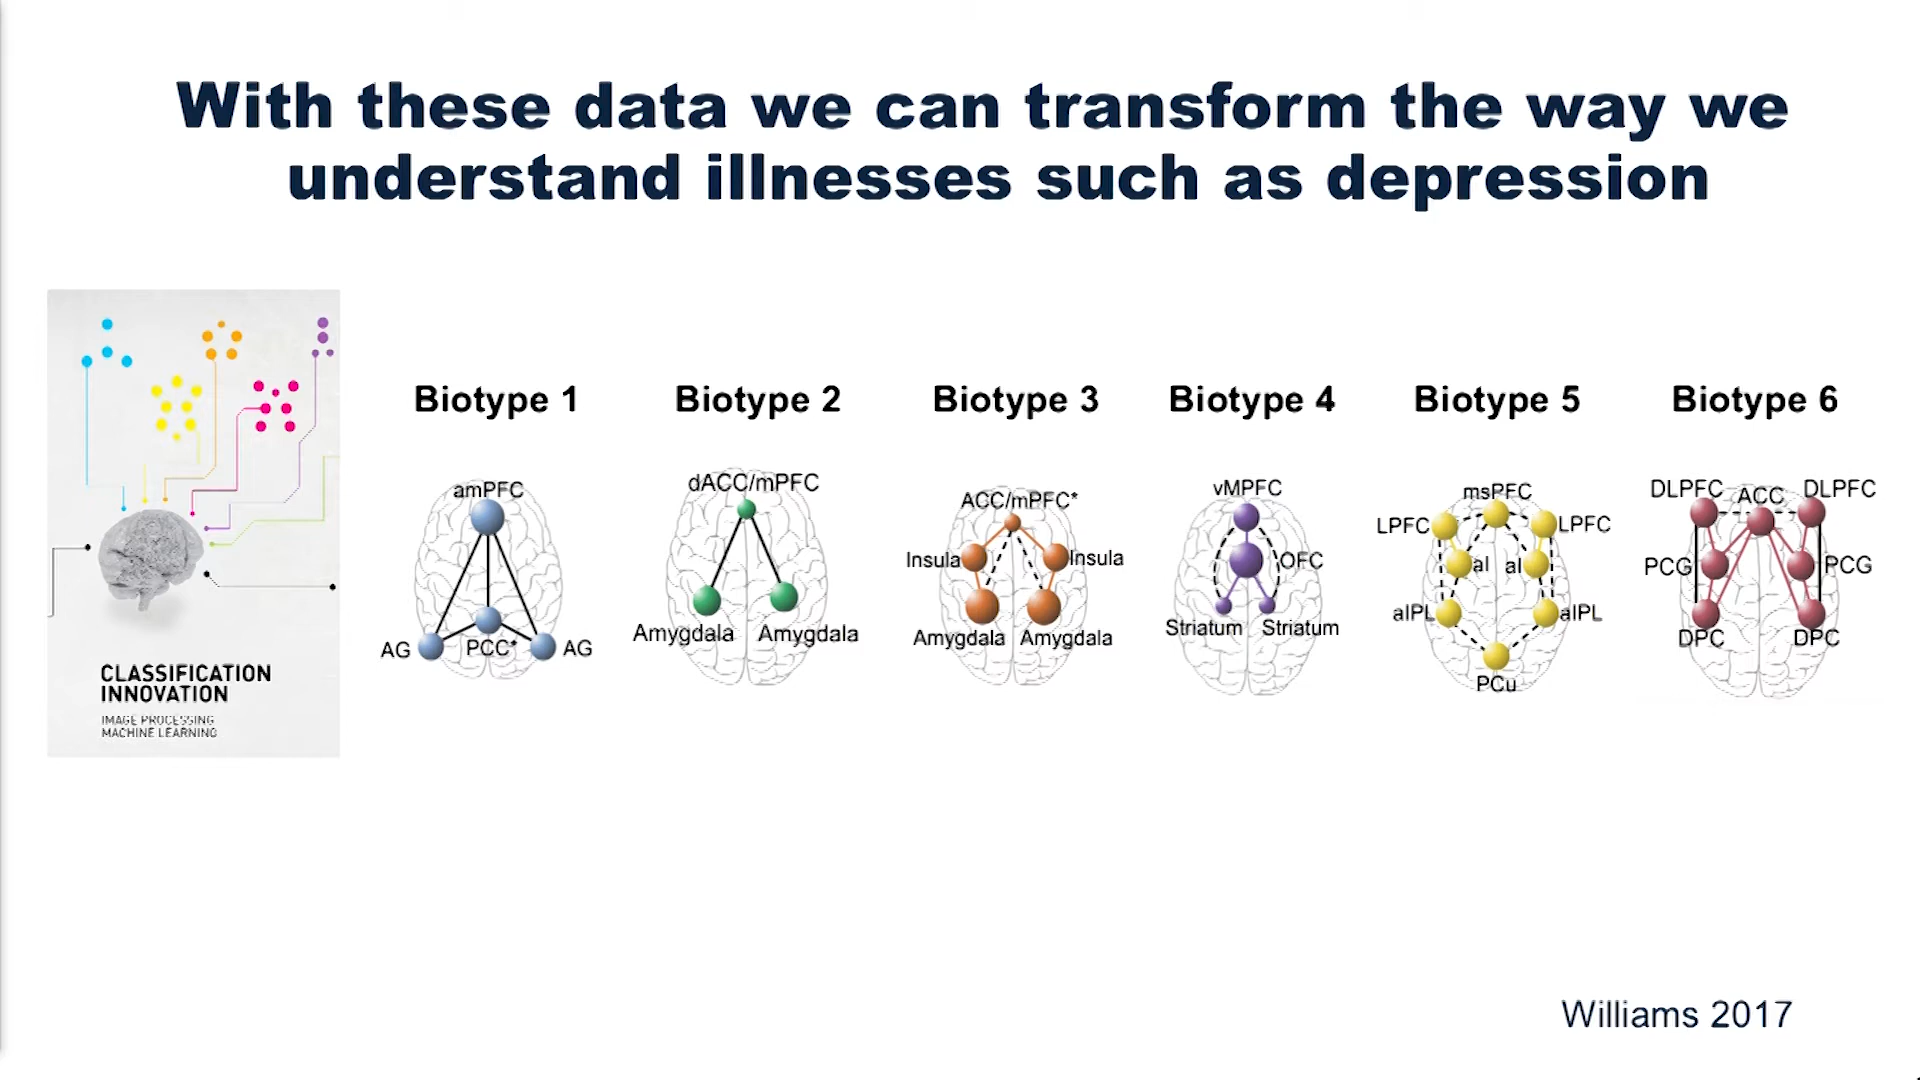 With these data we can transform the way we
understand illnesses such as depression
CLASSIFICATION
INNOVATION
IMAGE PROCESSING
MACHINE LEARNING
Biotype 1
amPFC
AG
PCC*
AG
Biotype 2
dACC/mPFC
Amygdala
Amygdala
Biotype 3
ACC/mPFC*
Insula
Insula
Amygdala
Amygdala
Biotype 4
vMPFC
OFC
Striatum
Striatum
Biotype 5
msPFC
LPFC
LPFC
aI
aI
aIPL
aIPL
PCu
Biotype 6
DLPFC
ACC
DLPFC
PCG
PCG
DPC
DPC
Williams 2017